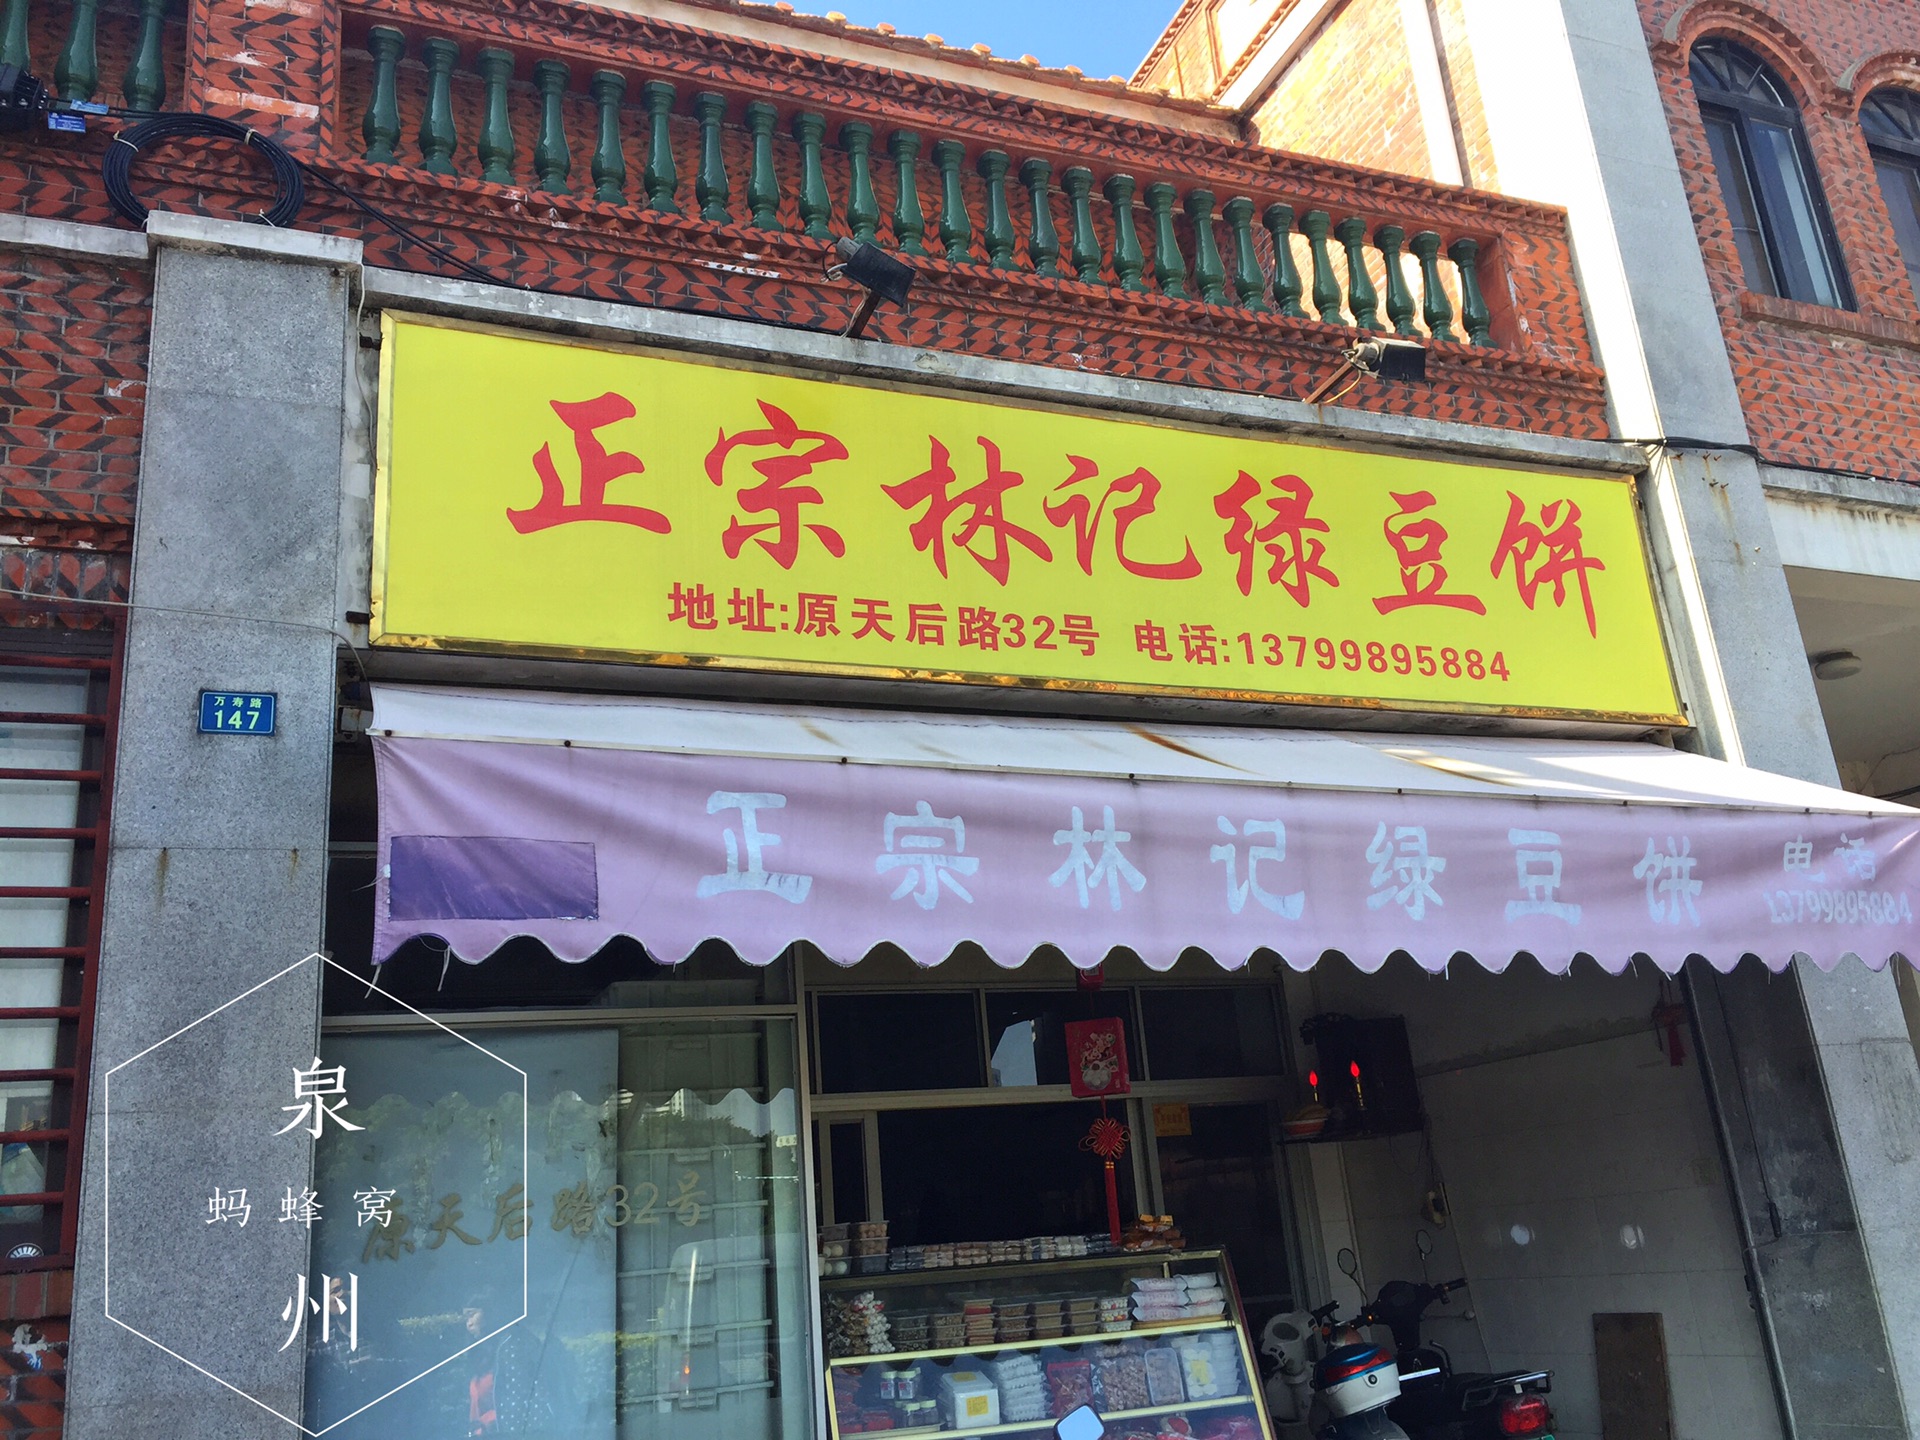 正宗林记绿豆饼
地址:原天后路32号 电话:13799895884
万寿路
147
正宗林记绿豆饼 电话
13799895884
原天后路32号
泉
蚂蜂窝
州